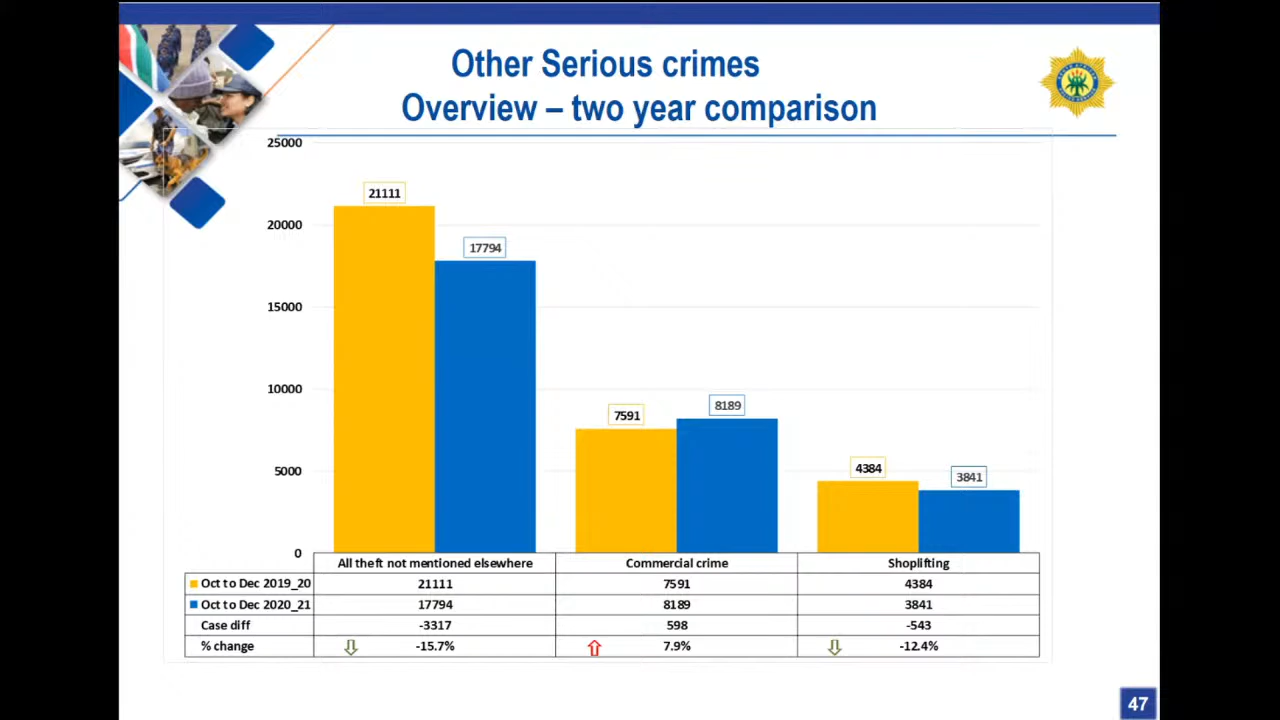 Other Serious crimes
Overview – two year comparison
25000
20000
15000
10000
5000
0
21111
17794
7591
8189
4384
3841
All theft not mentioned elsewhere Commercial crime Shoplifting
Oct to Dec 2019_20 21111 7591 4384
Oct to Dec 2020_21 17794 8189 3841
Case diff -3317 598 -543
% change -15.7% 7.9% -12.4%
47